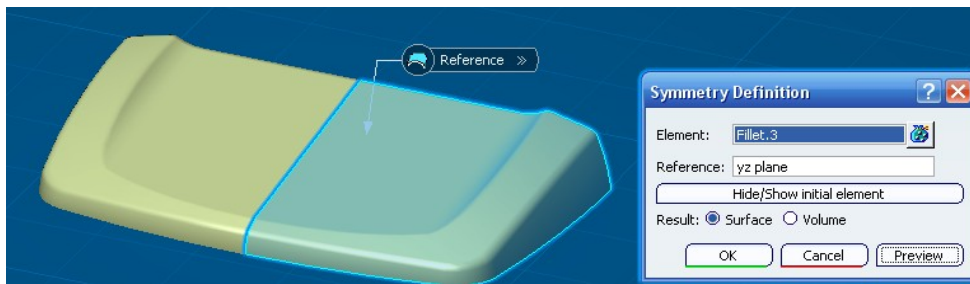 Reference »
Symmetry Definition
Element: Fillet.3
Reference: yz plane
Hide/Show initial element
Result: Surface Volume
OK Cancel Preview